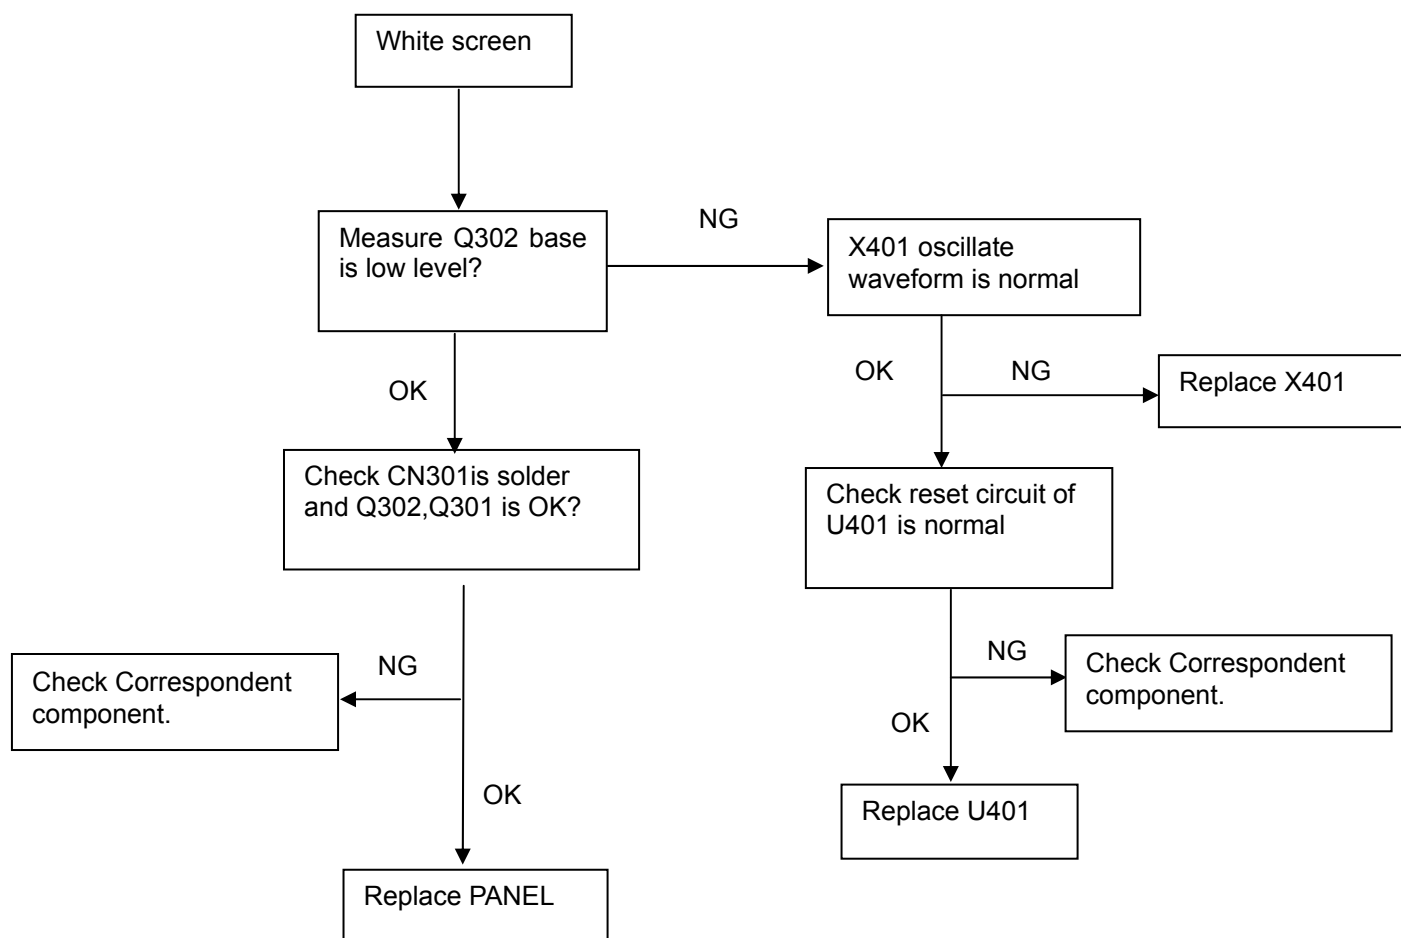 White screen
Measure Q302 base
is low level?
NG
X401 oscillate
waveform is normal
OK
OK
NG
Replace X401
Check CN301is solder
and Q302,Q301 is OK?
Check reset circuit of
U401 is normal
NG
Check Correspondent
component.
NG
Check Correspondent
component.
OK
OK
Replace U401
Replace PANEL